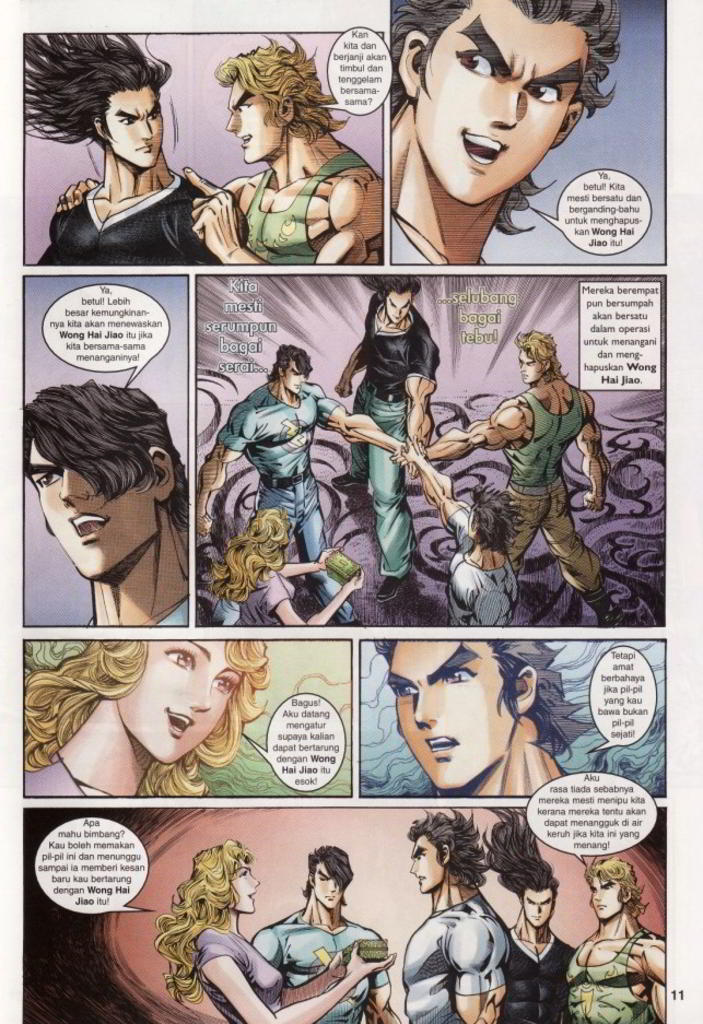 Kan
kita dan
berjanji akan
timbul dan
tenggelam
bersama-
sama?
Ya,
betul! Kita
mesti bersatu dan
berganding-bahu
untuk menghapus-
kan Wong Hai
Jiao itu!
Ya,
betul! Lebih
besar kemungkinan-
nya kita akan menewaskan
Wong Hai Jiao itu jika
kita bersama-sama
menanganinya!
Kita
mesti
serumpun
bagai
serai...
...selubang
bagai
tebu!
Mereka berempat
pun bersumpah
akan bersatu
dalam operasi
untuk menangani
dan meng-
hapuskan Wong
Hai Jiao.
Bagus!
Aku datang
mengatur
supaya kalian
dapat bertarung
dengan Wong
Hai Jiao itu
esok!
Tetapi
amat
berbahaya
jika pil-pil
yang kau
bawa bukan
pil-pil
sejati!
Apa
mahu bimbang?
Kau boleh memakan
pil-pil ini dan menunggu
sampai ia memberi kesan
baru kau bertarung
dengan Wong Hai
Jiao itu!
Aku
rasa tiada sebabnya
mereka mesti menipu kita
kerana mereka tentu akan
dapat menangguk di air
keruh jika kita ini yang
menang!
11